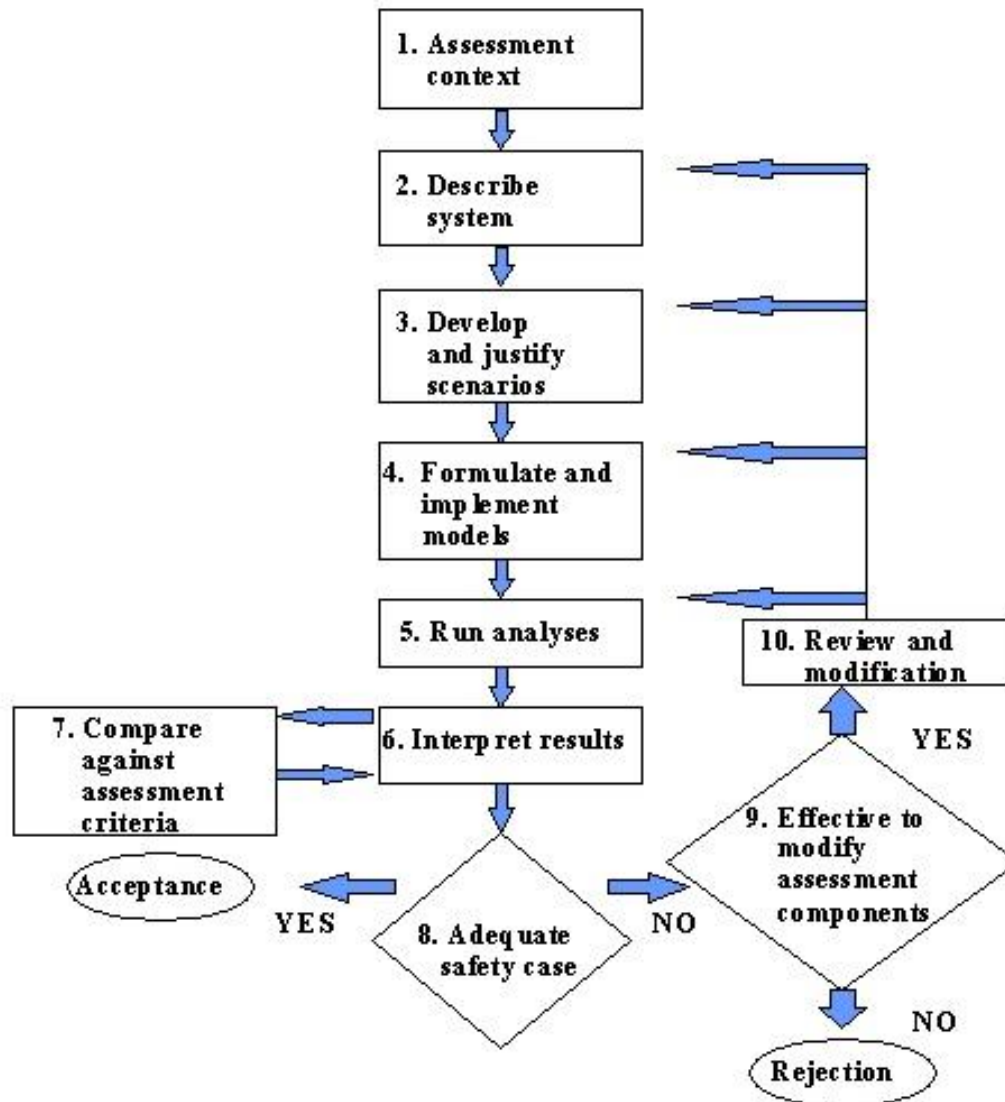 1. Assessment
context
2. Describe
system
3. Develop
and justify
scenarios
4. Formulate and
implement
models
5. Run analyses
10. Review and
modification
6. Interpret results
7. Compare
against
assessment
criteria
YES
9. Effective to
modify
assessment
components
Acceptance
YES
NO
8. Adequate
safety case
NO
Rejection